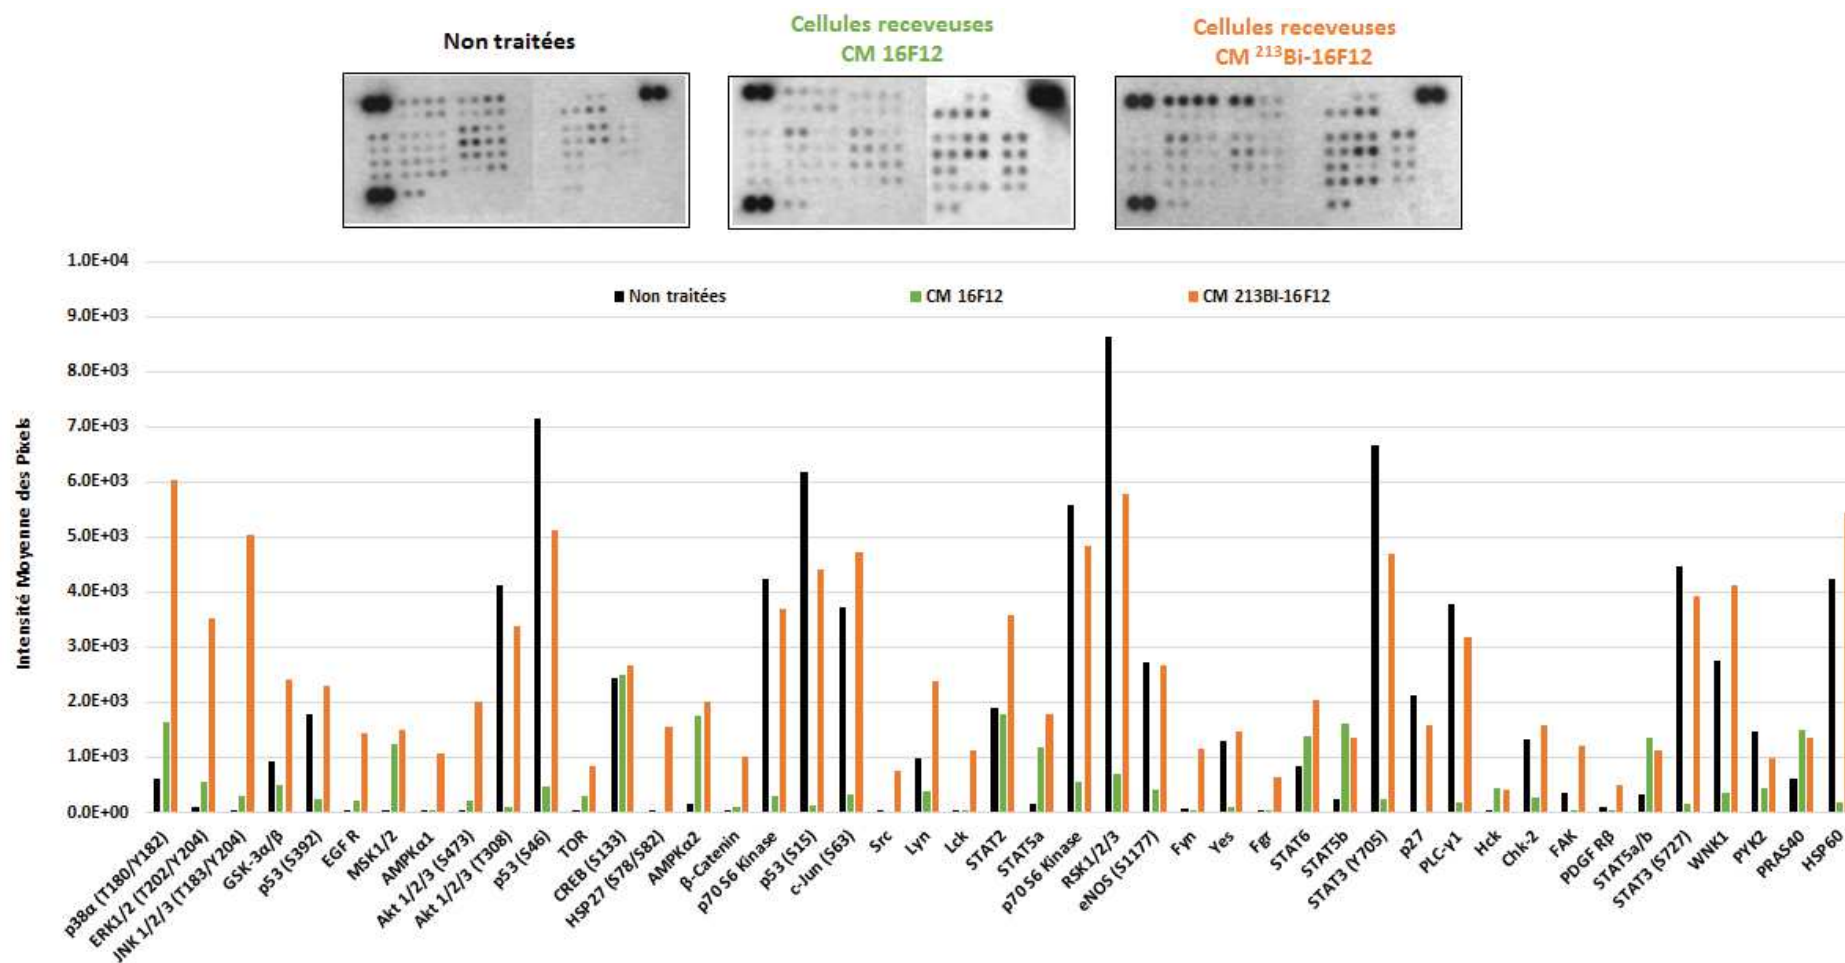 Non traitées
Cellules receveuses
CM 16F12
Cellules receveuses
CM ²¹³Bi-16F12
1.0E+04
Non traitées
CM 16F12
CM 213BI-16F12
9.0E+03
8.0E+03
7.0E+03
6.0E+03
5.0E+03
4.0E+03
3.0E+03
2.0E+03
1.0E+03
0.0E+00
Intensité Moyenne des Pixels
p38α (T180/Y182)
ERK1/2 (T202/Y204)
JNK 1/2/3 (T183/Y204)
GSK-3α/β
p53 (S392)
EGF R
MSK1/2
AMPKα1
Akt 1/2/3 (S473)
Akt 1/2/3 (T308)
p53 (S46)
TOR
CREB (S133)
HSP27 (S78/S82)
AMPKα2
β-Catenin
p70 S6 Kinase
p53 (S15)
c-Jun (S63)
Src
Lyn
Lck
STAT2
STAT5a
p70 S6 Kinase
RSK1/2/3
eNOS (S1177)
Fyn
Yes
Fgr
STAT6
STAT5b
STAT3 (Y705)
p27
PLC-γ1
Hck
Chk-2
FAK
PDGF Rβ
STAT5a/b
STAT3 (S727)
WNK1
PYK2
PRAS40
HSP60